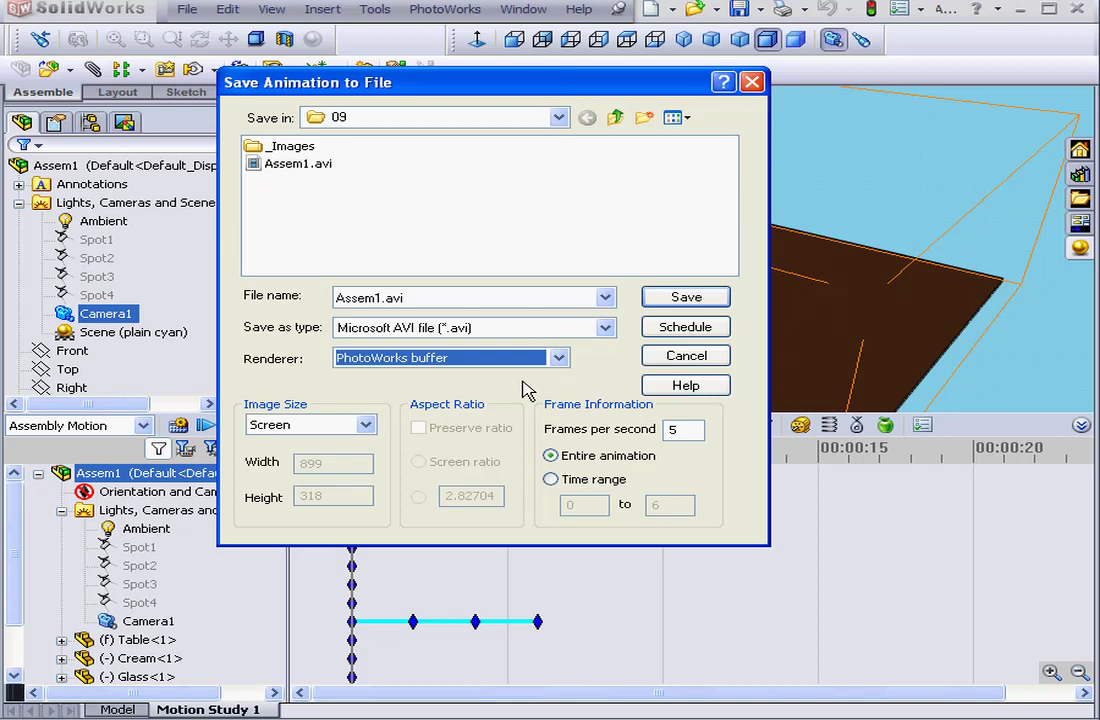 SolidWorks File Edit View Insert Tools PhotoWorks Window Help A...
Assemble Layout Sketch
Assem1 (Default<Default_Disp
Annotations
Lights, Cameras and Scene
Ambient
Spot1
Spot2
Spot3
Spot4
Camera1
Scene (plain cyan)
Front
Top
Right
Save Animation to File
Save in: 09
_Images
Assem1.avi
File name: Assem1.avi Save
Save as type: Microsoft AVI file (*.avi) Schedule
Renderer: PhotoWorks buffer Cancel
Help
Image Size
Screen
Width 899
Height 318
Aspect Ratio
Preserve ratio
Screen ratio
2.82704
Frame Information
Frames per second 5
Entire animation
Time range
0 to 6
Assembly Motion
00:00:15 00:00:20
Assem1 (Default<Def
Orientation and Cam
Lights, Cameras and
Ambient
Spot1
Spot2
Spot3
Spot4
Camera1
(f) Table<1>
(-) Cream<1>
(-) Glass<1>
Model Motion Study 1